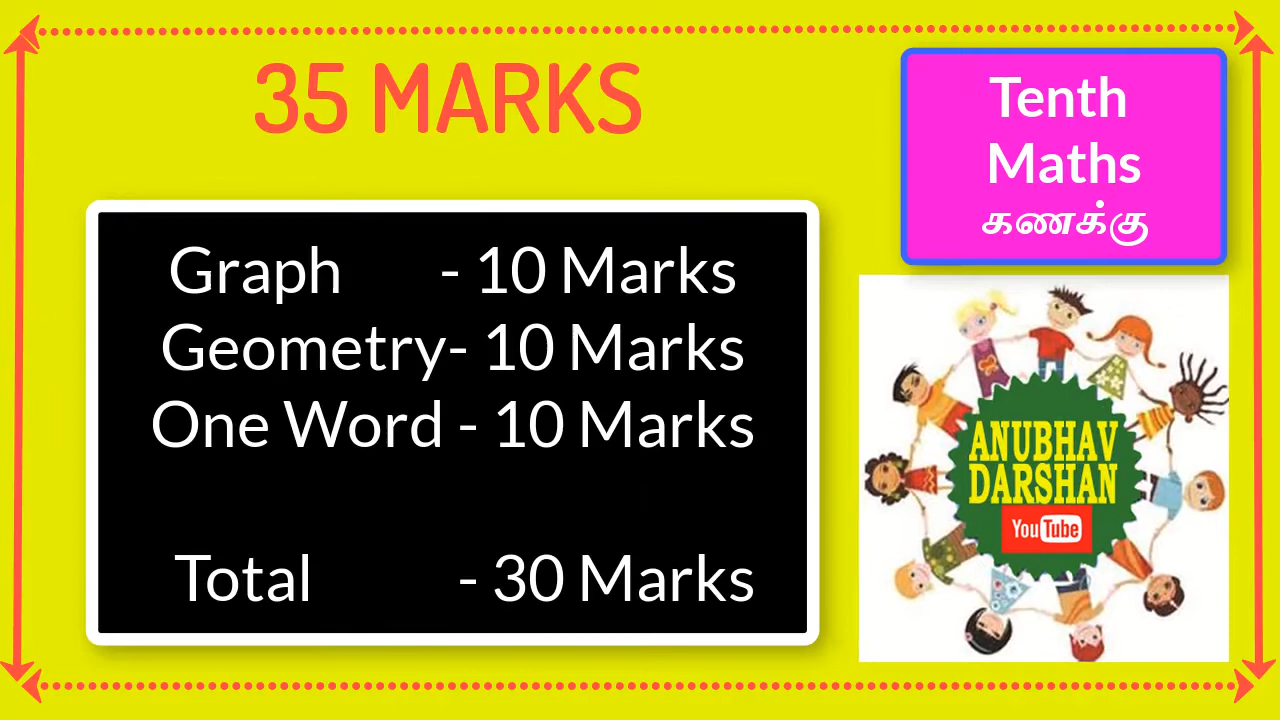 35 MARKS
Tenth
Maths
கணக்கு
Graph - 10 Marks
Geometry- 10 Marks
One Word - 10 Marks
Total - 30 Marks
ANUBHAV
DARSHAN
YouTube